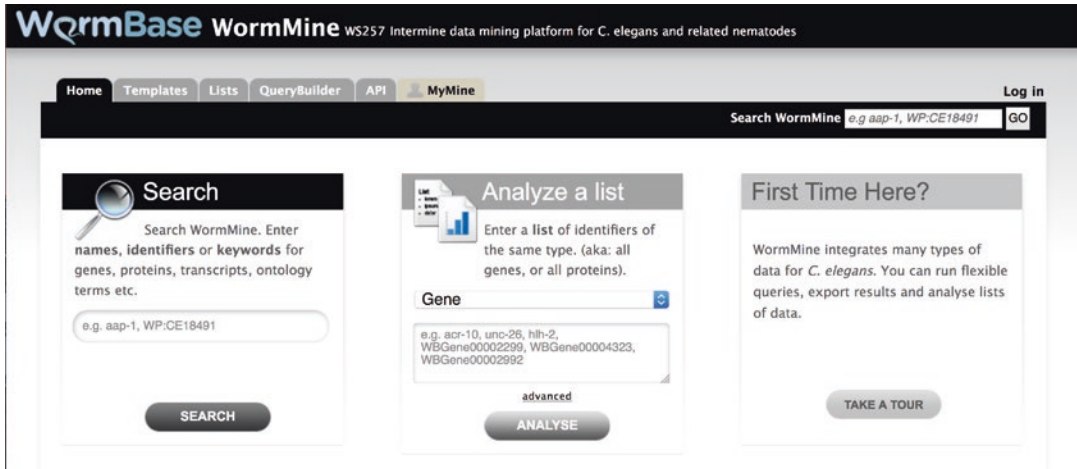 WormBase WormMine WS257 Intermine data mining platform for C. elegans and related nematodes
Home Templates Lists QueryBuilder API MyMine Log in
Search WormMine e.g aap-1, WP:CE18491 GO
Search
Search WormMine. Enter
names, identifiers or keywords for
genes, proteins, transcripts, ontology
terms etc.
e.g. aap-1, WP:CE18491
SEARCH
Analyze a list
Enter a list of identifiers of
the same type. (aka: all
genes, or all proteins).
Gene
e.g. acr-10, unc-26, hlh-2,
WBGene00002299, WBGene00004323,
WBGene00002992
advanced
ANALYSE
First Time Here?
WormMine integrates many types of
data for C. elegans. You can run flexible
queries, export results and analyse lists
of data.
TAKE A TOUR